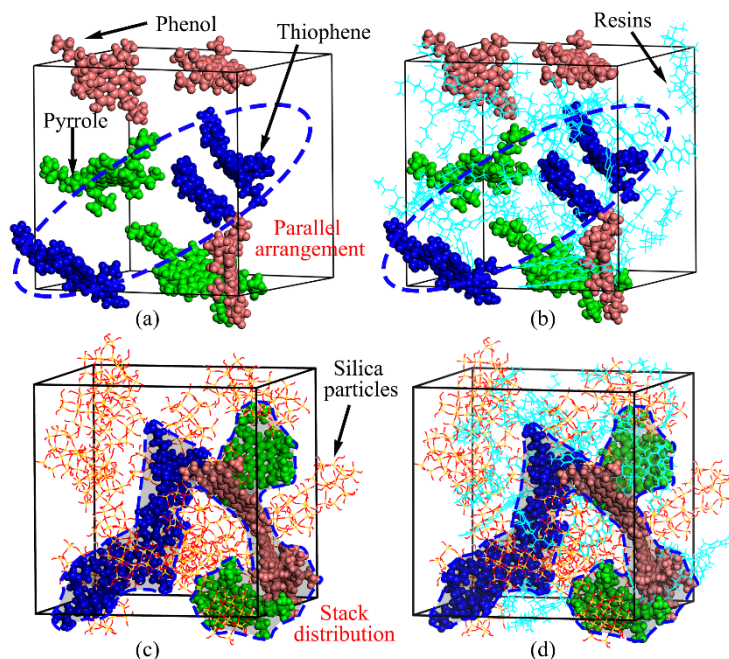 Phenol
Thiophene
Pyrrole
Parallel
arrangement
(a)
Resins
(b)
Silica
particles
Stack
distribution
(c)
(d)